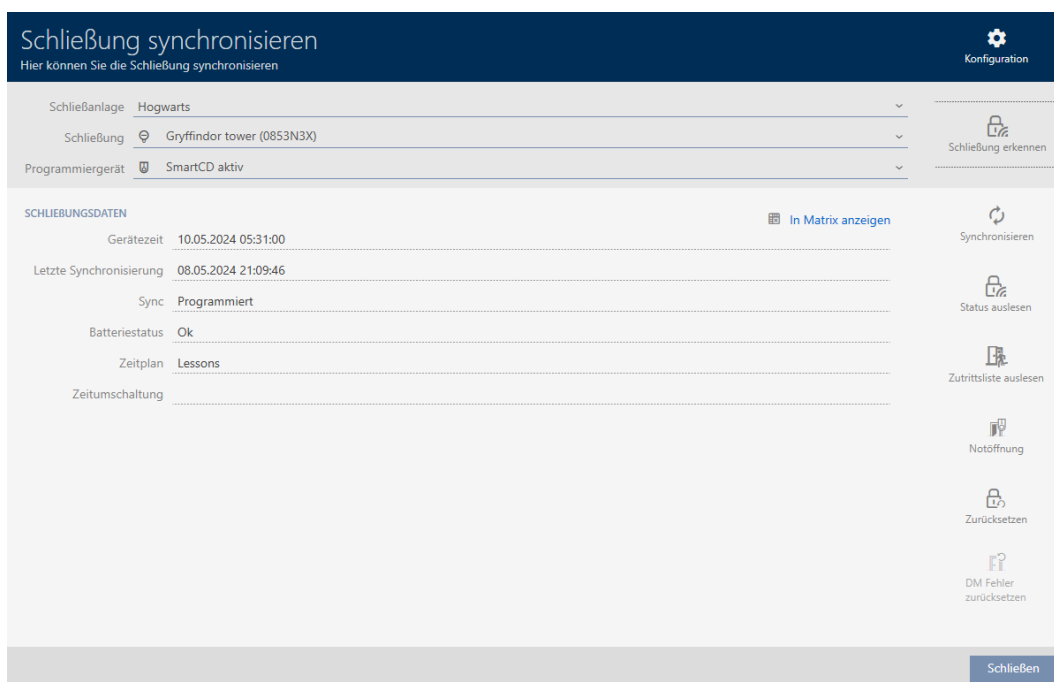 Schließung synchronisieren
Hier können Sie die Schließung synchronisieren
Konfiguration
Schließanlage Hogwarts
Schließung Gryffindor tower (0853N3X)
Programmiergerät SmartCD aktiv
Schließung erkennen
SCHLIEßUNGSDATEN
In Matrix anzeigen
Gerätezeit 10.05.2024 05:31:00
Letzte Synchronisierung 08.05.2024 21:09:46
Sync Programmiert
Batteriestatus Ok
Zeitplan Lessons
Zeitumschaltung
Synchronisieren
Status auslesen
Zutrittsliste auslesen
Notöffnung
Zurücksetzen
DM Fehler
zurücksetzen
Schließen